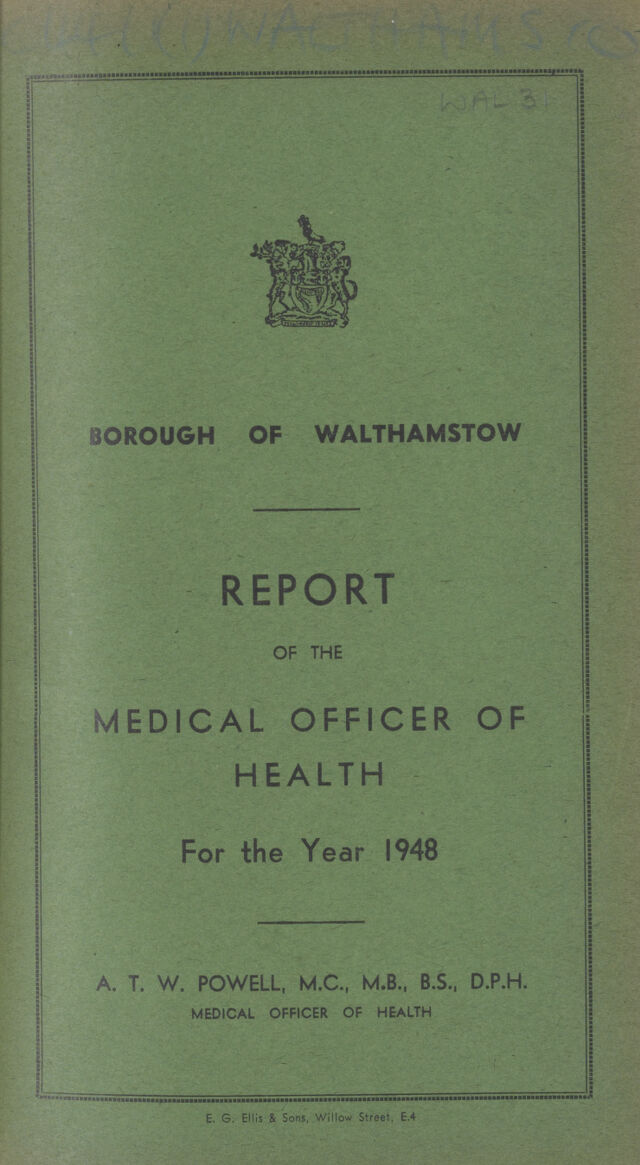 WAL 31
BOROUGH OF WALTHAMSTOW
REPORT
OF THE
MEDICAL OFFICER OF
HEALTH
For the Year 1948
A. T. W. POWELL, M.C., M.B., B.S., D.P.H.
MEDICAL OFFICER OF HEALTH
E. G. Ellis & Sons, Willow Street, E.4